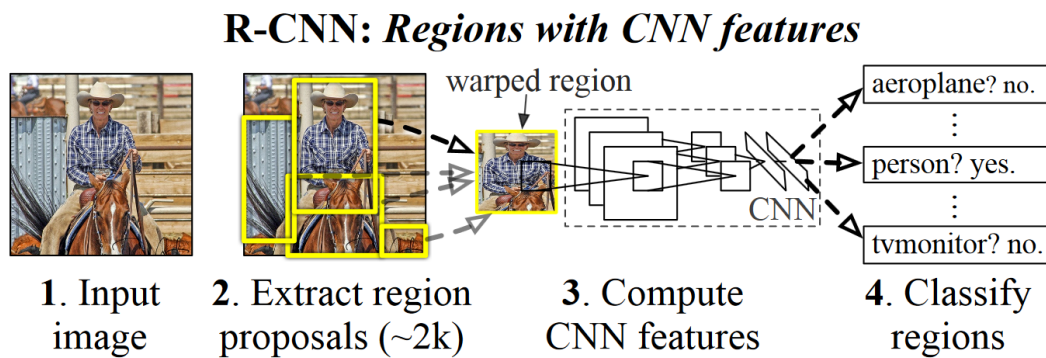 R-CNN: Regions with CNN features
warped region
aeroplane? no.
⋮
person? yes.
⋮
tvmonitor? no.
CNN
1. Input
image
2. Extract region
proposals (~2k)
3. Compute
CNN features
4. Classify
regions